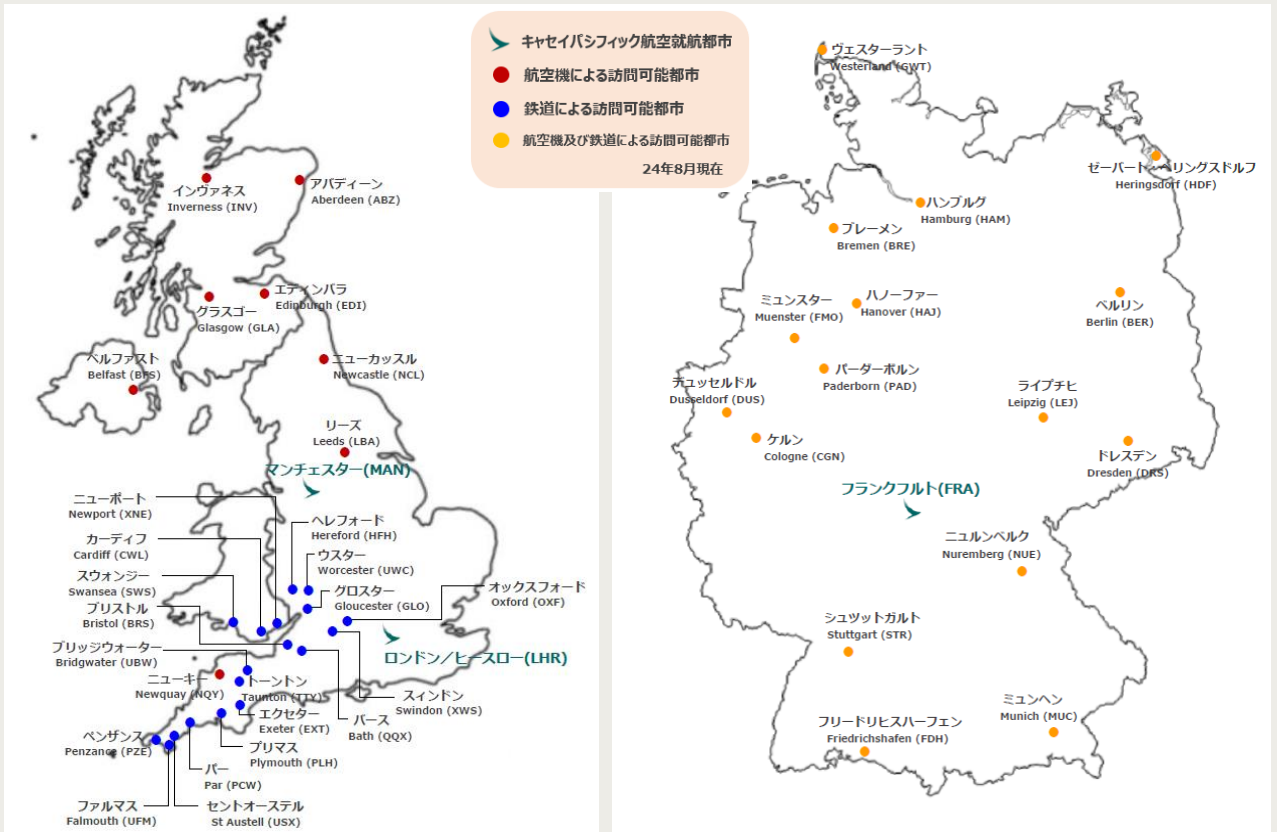 キャセイパシフィック航空就航都市
航空機による訪問可能都市
鉄道による訪問可能都市
航空機及び鉄道による訪問可能都市
24年8月現在
インヴァネス
Inverness (INV)
アバディーン
Aberdeen (ABZ)
エディンバラ
Edinburgh (EDI)
グラスゴー
Glasgow (GLA)
ベルファスト
Belfast (BFS)
ニューカッスル
Newcastle (NCL)
リーズ
Leeds (LBA)
マンチェスター(MAN)
ニューポート
Newport (XNE)
カーディフ
Cardiff (CWL)
スウォンジー
Swansea (SWS)
ブリストル
Bristol (BRS)
ブリッジウォーター
Bridgwater (UBW)
ニューキー
Newquay (NQY)
ヘレフォード
Hereford (HFH)
ウスター
Worcester (UWC)
グロスター
Gloucester (GLO)
オックスフォード
Oxford (OXF)
ロンドン／ヒースロー(LHR)
トーントン
Taunton (TTY)
スィンドン
Swindon (XWS)
エクセター
Exeter (EXT)
バース
Bath (QQX)
ペンザンス
Penzance (PZE)
プリマス
Plymouth (PLH)
パー
Par (PCW)
ファルマス
Falmouth (UFM)
セントオーステル
St Austell (USX)
ヴェスターラント
Westerland (GWT)
ゼーバート・ヘリングスドルフ
Heringsdorf (HDF)
ハンブルグ
Hamburg (HAM)
ブレーメン
Bremen (BRE)
ミュンスター
Muenster (FMO)
ハノーファー
Hanover (HAJ)
ベルリン
Berlin (BER)
パーダーボルン
Paderborn (PAD)
デュッセルドル
Dusseldorf (DUS)
ライプチヒ
Leipzig (LEJ)
ケルン
Cologne (CGN)
ドレスデン
Dresden (DRS)
フランクフルト(FRA)
ニュルンベルク
Nuremberg (NUE)
シュツットガルト
Stuttgart (STR)
ミュンヘン
Munich (MUC)
フリードリヒスハーフェン
Friedrichshafen (FDH)